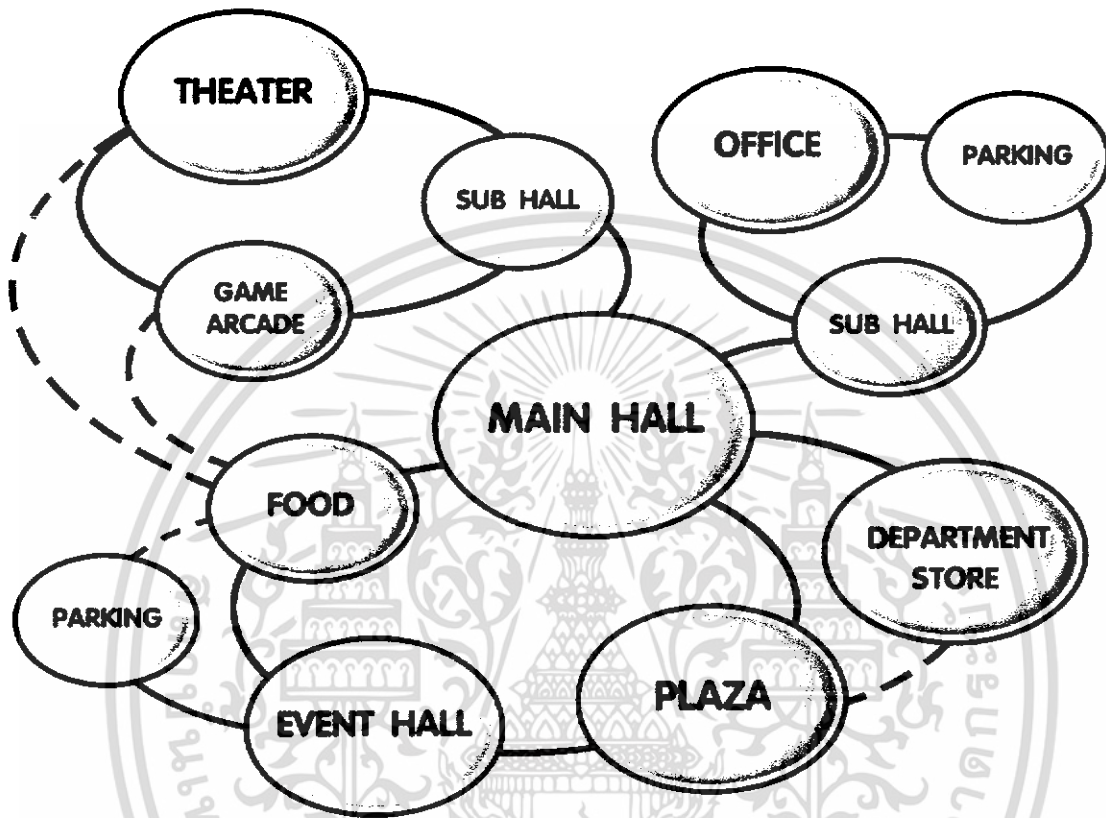 THEATER
OFFICE
PARKING
SUB HALL
GAME
ARCADE
SUB HALL
MAIN HALL
FOOD
DEPARTMENT
STORE
PARKING
PLAZA
EVENT HALL